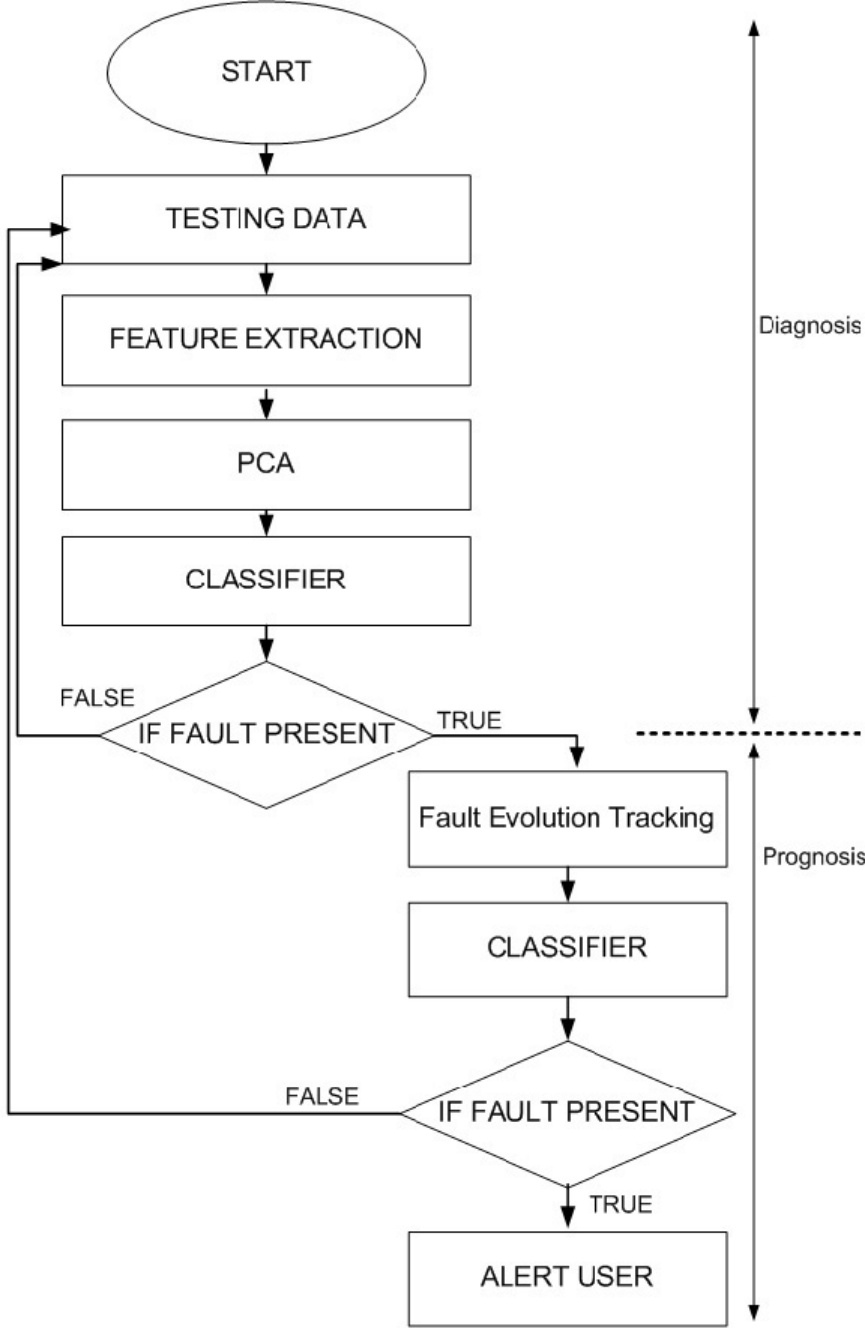 START
TESTING DATA
FEATURE EXTRACTION
Diagnosis
PCA
CLASSIFIER
FALSE
IF FAULT PRESENT
TRUE
Fault Evolution Tracking
Prognosis
CLASSIFIER
FALSE
IF FAULT PRESENT
TRUE
ALERT USER